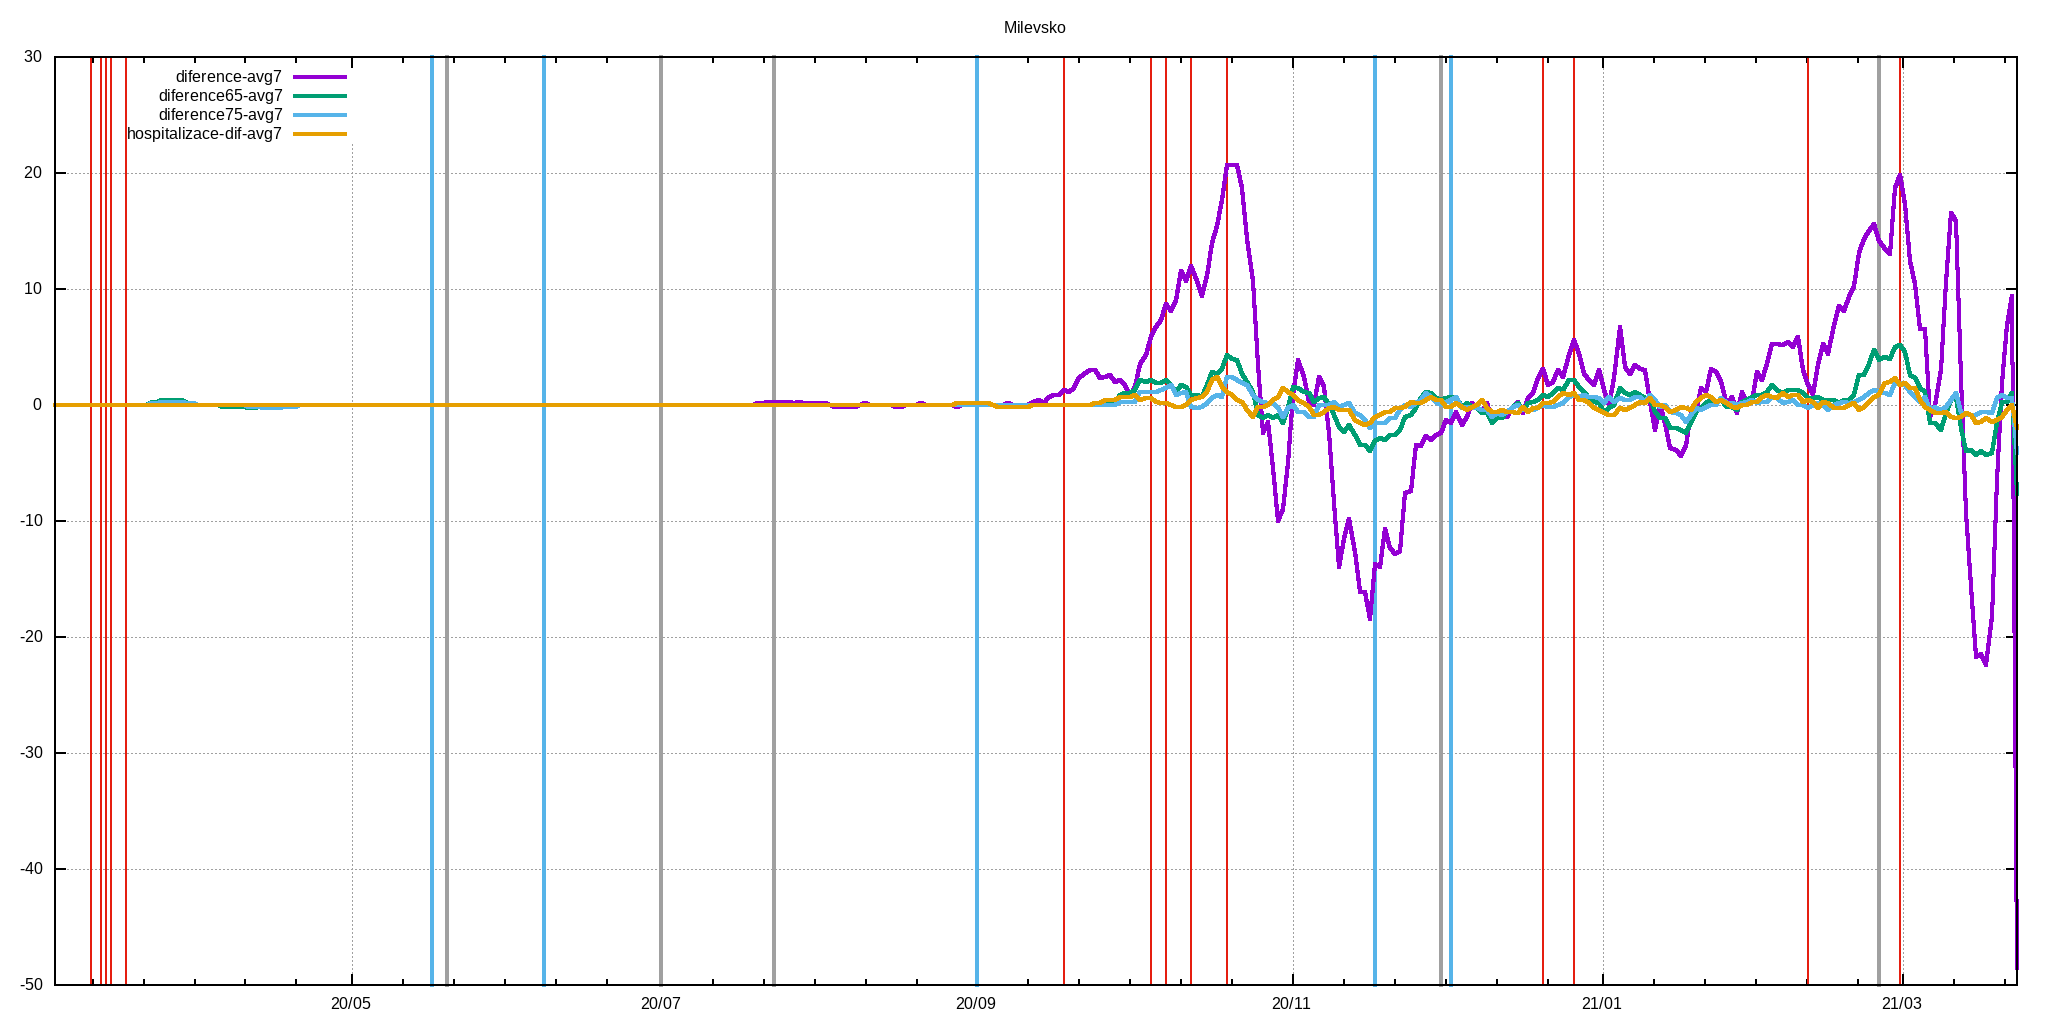 Milevsko
30
diference-avg7
diference65-avg7
diference75-avg7
hospitalizace-dif-avg7
20
10
0
-10
-20
-30
-40
-50
20/05 20/07 20/09 20/11 21/01 21/03